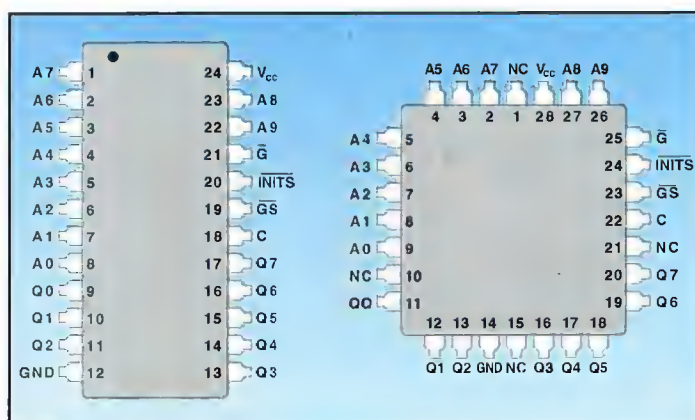 A7 1 24 Vcc
A6 2 23 A8
A5 3 22 A9
A4 4 21 G̅
A3 5 20 I̅N̅I̅T̅S̅
A2 6 19 G̅S̅
A1 7 18 C
A0 8 17 Q7
Q0 9 16 Q6
Q1 10 15 Q5
Q2 11 14 Q4
GND 12 13 Q3
A5 A6 A7 NC Vcc A8 A9
4 3 2 1 28 27 26
A4 5 25 G̅
A3 6 24 I̅N̅I̅T̅S̅
A2 7 23 G̅S̅
A1 8 22 C
A0 9 21 NC
NC 10 20 Q7
QQ 11 19 Q6
12 13 14 15 16 17 18
Q1 Q2 GND NC Q3 Q4 Q5